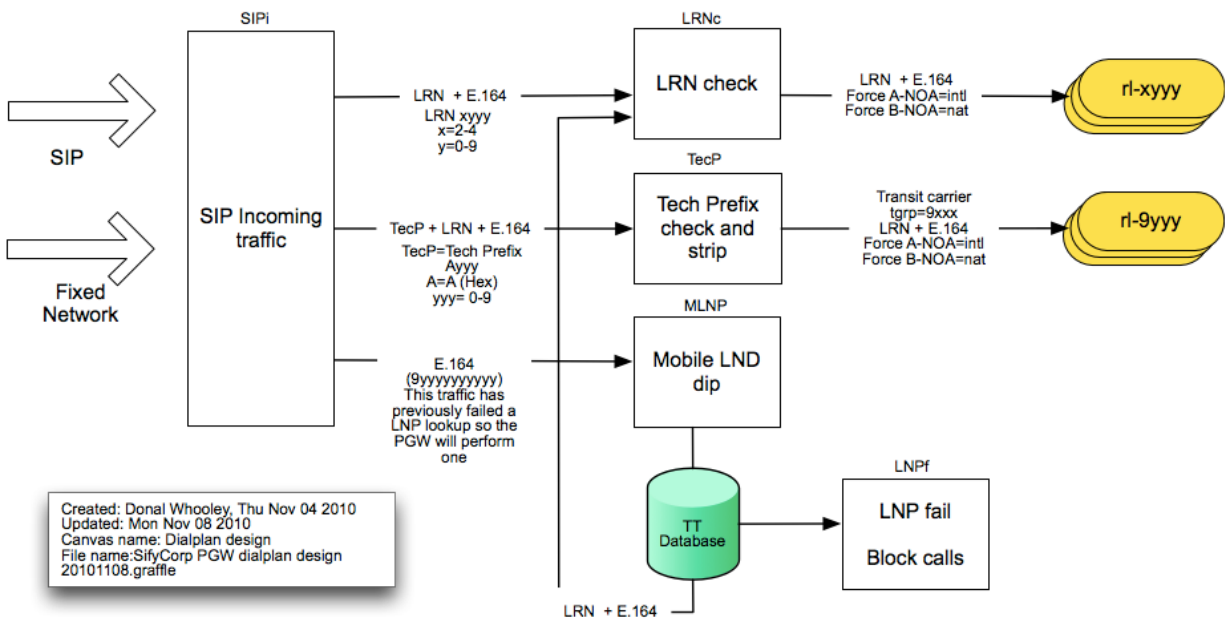 SIPi
SIP
Fixed
Network
SIP Incoming
traffic
LRN + E.164
LRN xyyy
x=2-4
y=0-9
TecP + LRN + E.164
TecP=Tech Prefix
Ayyy
A=A (Hex)
yyy= 0-9
E.164
(9yyyyyyyyyy)
This traffic has
previously failed a
LNP lookup so the
PGW will perform
one
LRNc
LRN check
LRN + E.164
Force A-NOA=intl
Force B-NOA=nat
rl-xyyy
TecP
Tech Prefix
check and
strip
Transit carrier
tgrp=9xxx
LRN + E.164
Force A-NOA=intl
Force B-NOA=nat
rl-9yyy
MLNP
Mobile LND
dip
TT
Database
LNPf
LNP fail
Block calls
LRN + E.164
Created: Donal Whooley, Thu Nov 04 2010
Updated: Mon Nov 08 2010
Canvas name: Dialplan design
File name:SifyCorp PGW dialplan design
20101108.graffle